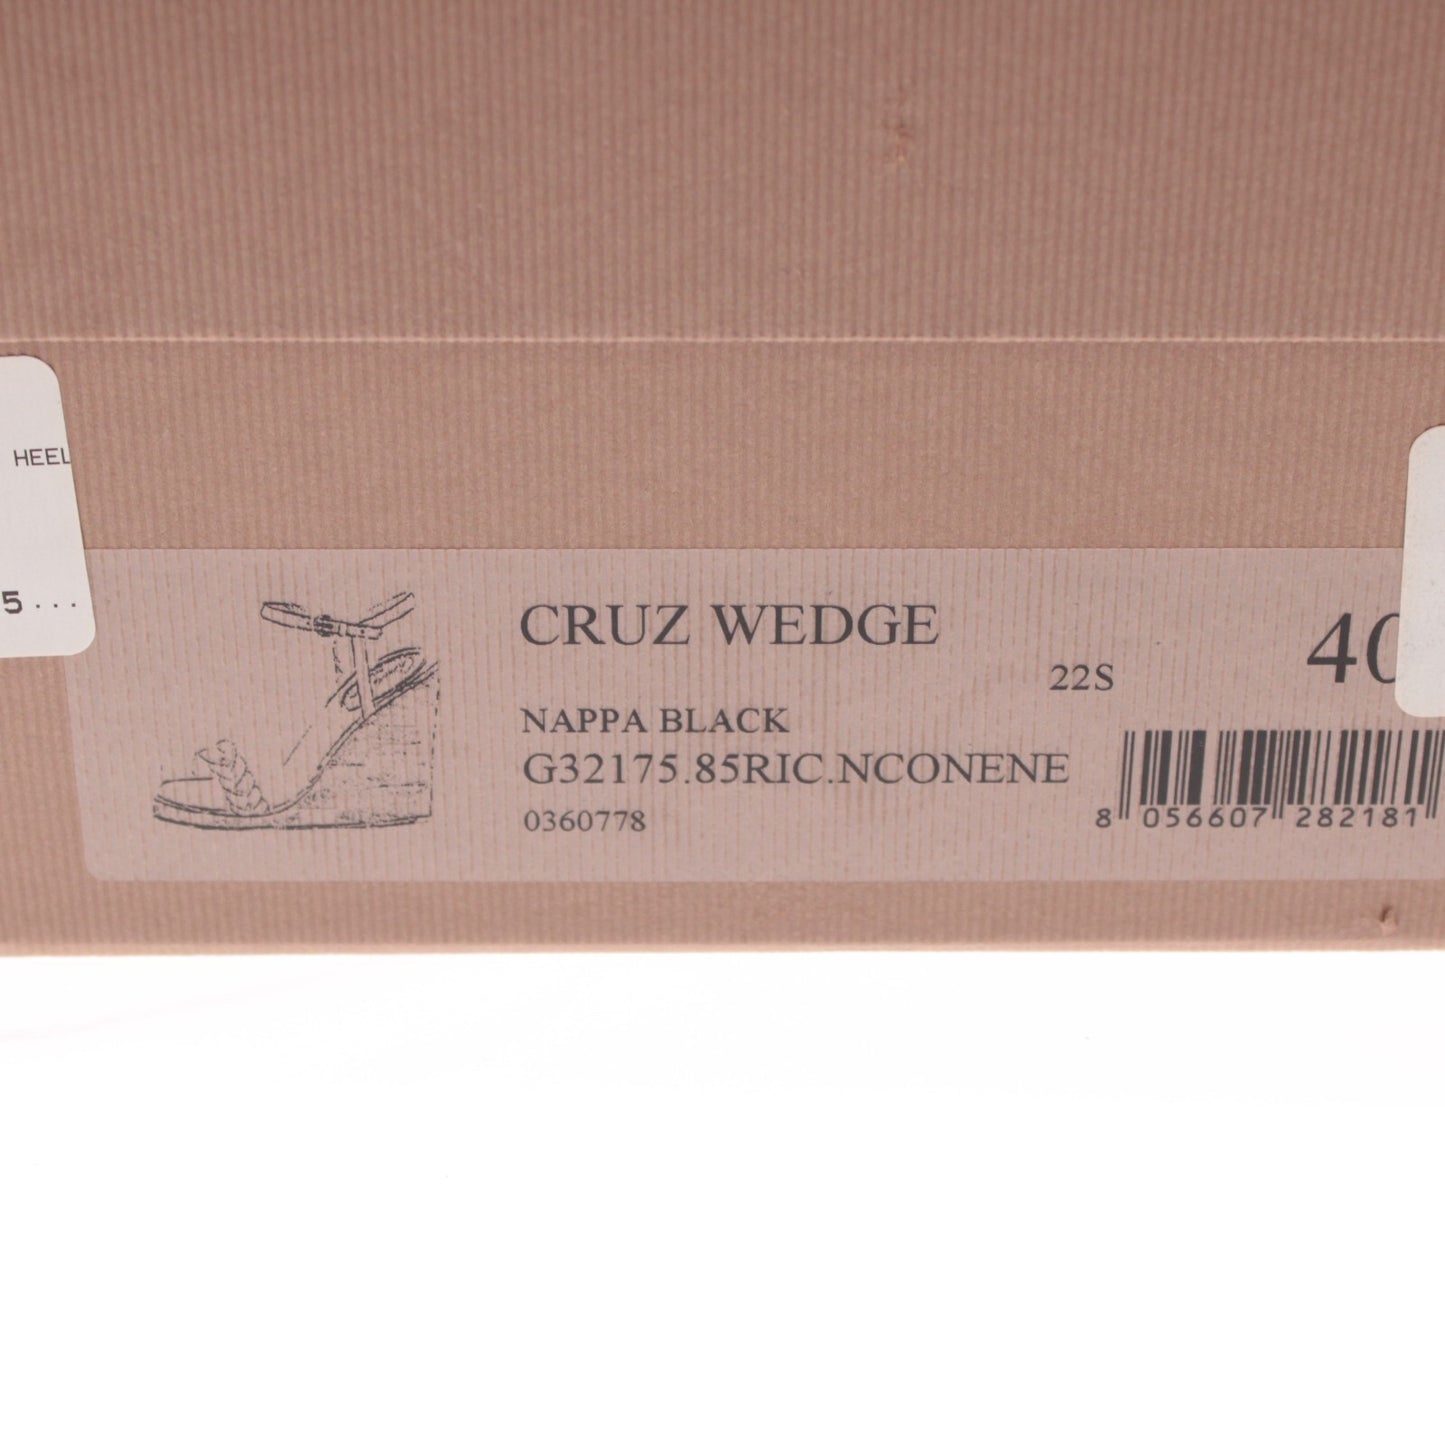 HEEL
5...
CRUZ WEDGE
22S
40
NAPPA BLACK
G32175.85RIC.NCONENE
0360778
8 056607 282181